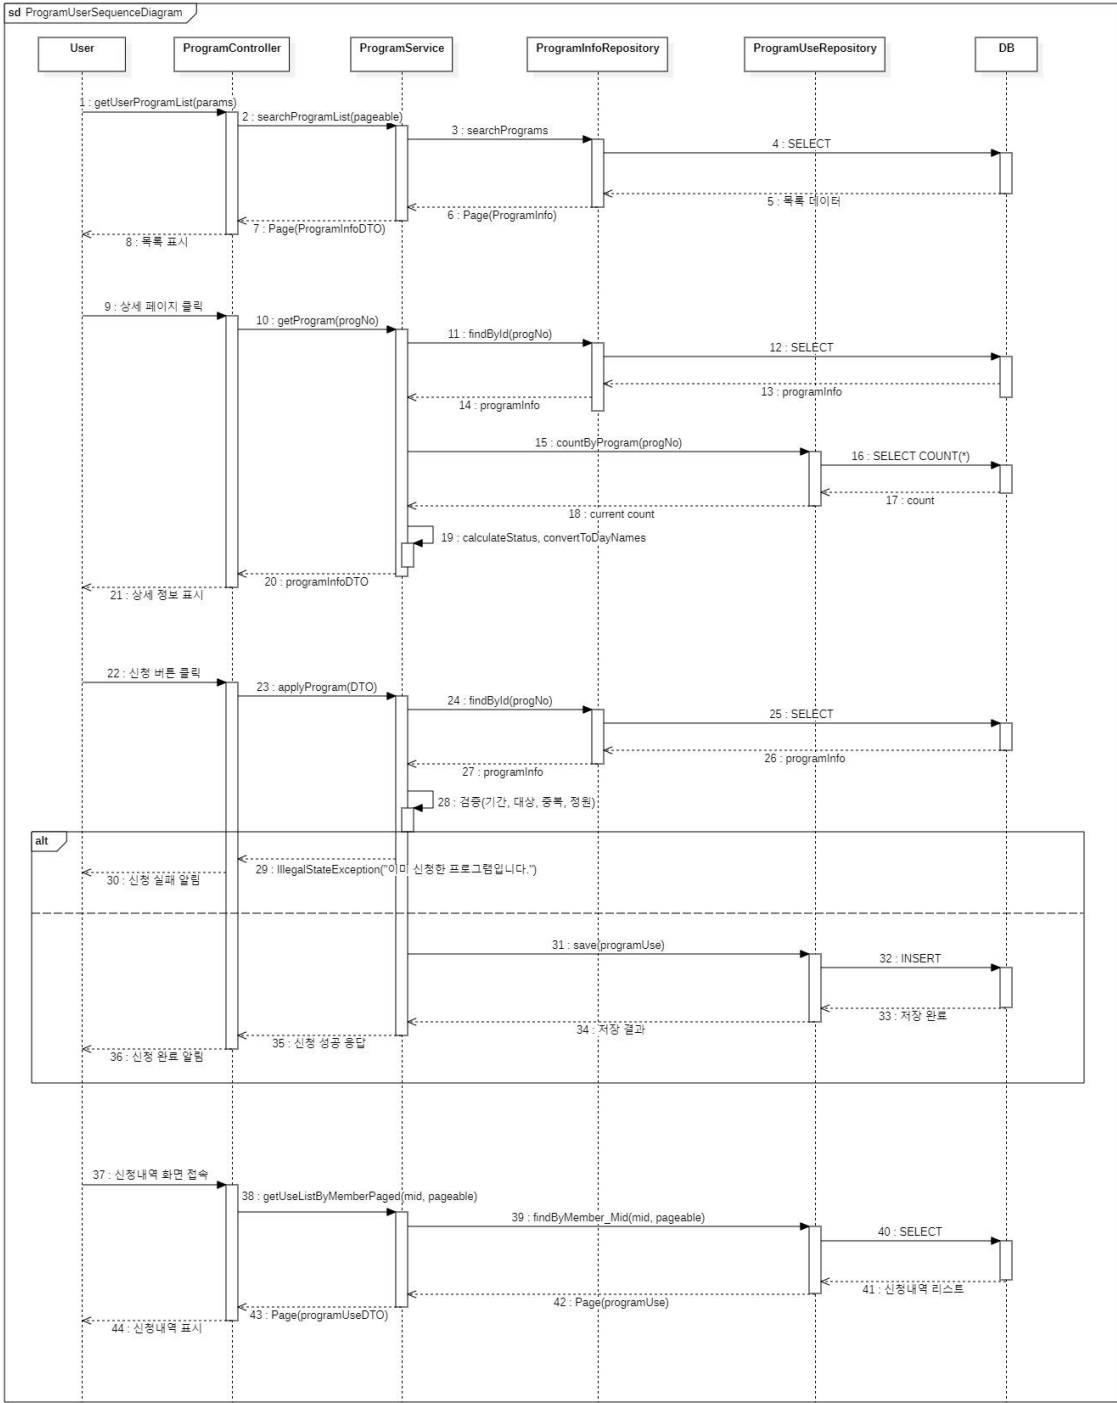 sd ProgramUserSequenceDiagram
User
ProgramController
ProgramService
ProgramInfoRepository
ProgramUseRepository
DB
1 : getUserProgramList(params)
2 : searchProgramList(pageable)
3 : searchPrograms
4 : SELECT
5 : 목록 데이터
6 : Page(ProgramInfo)
7 : Page(ProgramInfoDTO)
8 : 목록 표시
9 : 상세 페이지 클릭
10 : getProgram(progNo)
11 : findById(progNo)
12 : SELECT
13 : programInfo
14 : programInfo
15 : countByProgram(progNo)
16 : SELECT COUNT(*)
17 : count
18 : current count
19 : calculateStatus, convertToDayNames
20 : programInfoDTO
21 : 상세 정보 표시
22 : 신청 버튼 클릭
23 : applyProgram(DTO)
24 : findById(progNo)
25 : SELECT
26 : programInfo
27 : programInfo
28 : 검증(기간, 대상, 중복, 정원)
alt
29 : IllegalStateException("이미 신청한 프로그램입니다.")
30 : 신청 실패 알림
31 : save(programUse)
32 : INSERT
33 : 저장 완료
34 : 저장 결과
35 : 신청 성공 응답
36 : 신청 완료 알림
37 : 신청내역 화면 접속
38 : getUseListByMemberPaged(mid, pageable)
39 : findByMember_Mid(mid, pageable)
40 : SELECT
41 : 신청내역 리스트
42 : Page(programUse)
43 : Page(programUseDTO)
44 : 신청내역 표시